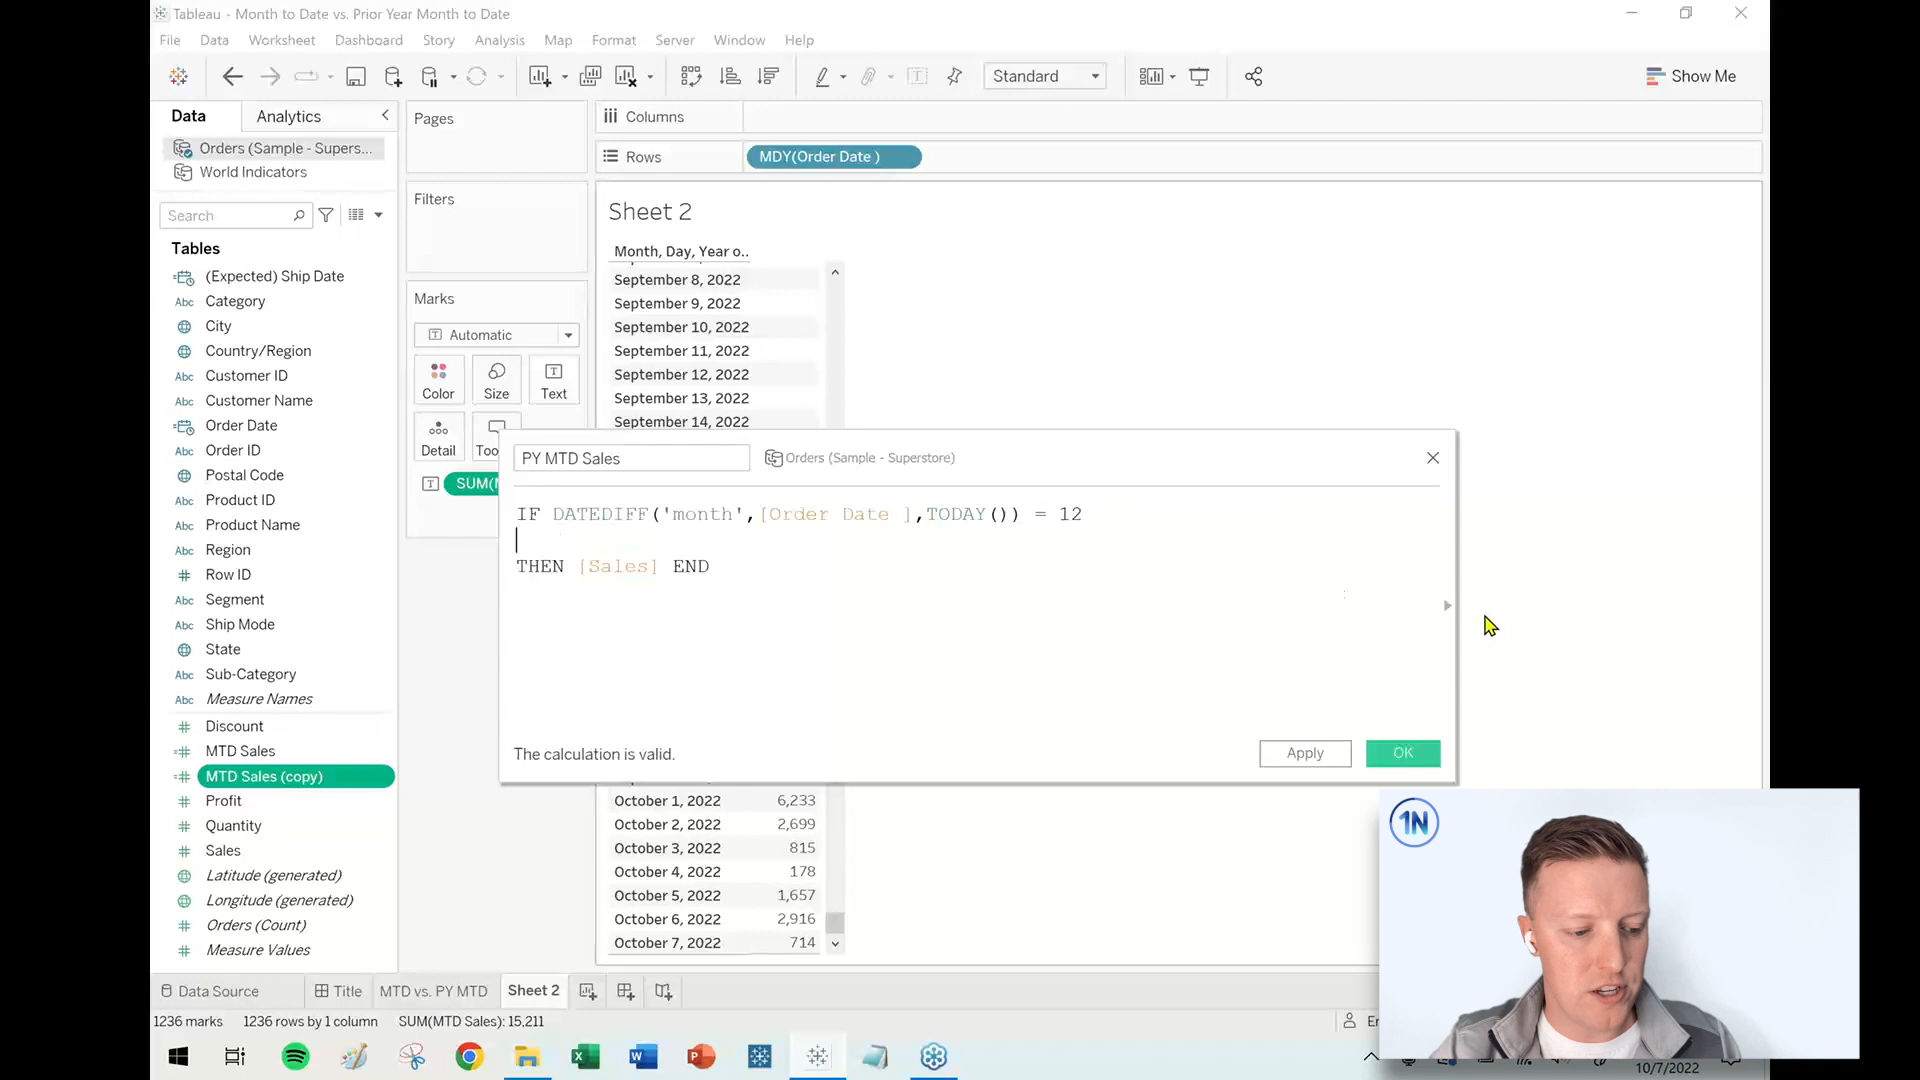 Tableau - Month to Date vs. Prior Year Month to Date
File Data Worksheet Dashboard Story Analysis Map Format Server Window Help
Standard
Show Me
Data
Analytics
Pages
Columns
Orders (Sample - Supers...
World Indicators
Rows
MDY(Order Date )
Search
Filters
Sheet 2
Tables
Month, Day, Year o..
(Expected) Ship Date
Category
City
Country/Region
Customer ID
Customer Name
Order Date
Order ID
Postal Code
Product ID
Product Name
Region
Row ID
Segment
Ship Mode
State
Sub-Category
Measure Names
Discount
MTD Sales
MTD Sales (copy)
Profit
Quantity
Sales
Latitude (generated)
Longitude (generated)
Orders (Count)
Measure Values
Marks
Automatic
Color
Size
Text
Detail
Too
SUM(M
September 8, 2022
September 9, 2022
September 10, 2022
September 11, 2022
September 12, 2022
September 13, 2022
September 14, 2022
PY MTD Sales
Orders (Sample - Superstore)
IF DATEDIFF('month',[Order Date ],TODAY()) = 12
THEN [Sales] END
The calculation is valid.
Apply
OK
October 1, 2022 6,233
October 2, 2022 2,699
October 3, 2022 815
October 4, 2022 178
October 5, 2022 1,657
October 6, 2022 2,916
October 7, 2022 714
1N
Data Source
Title
MTD vs. PY MTD
Sheet 2
1236 marks
1236 rows by 1 column
SUM(MTD Sales): 15,211
10/7/2022